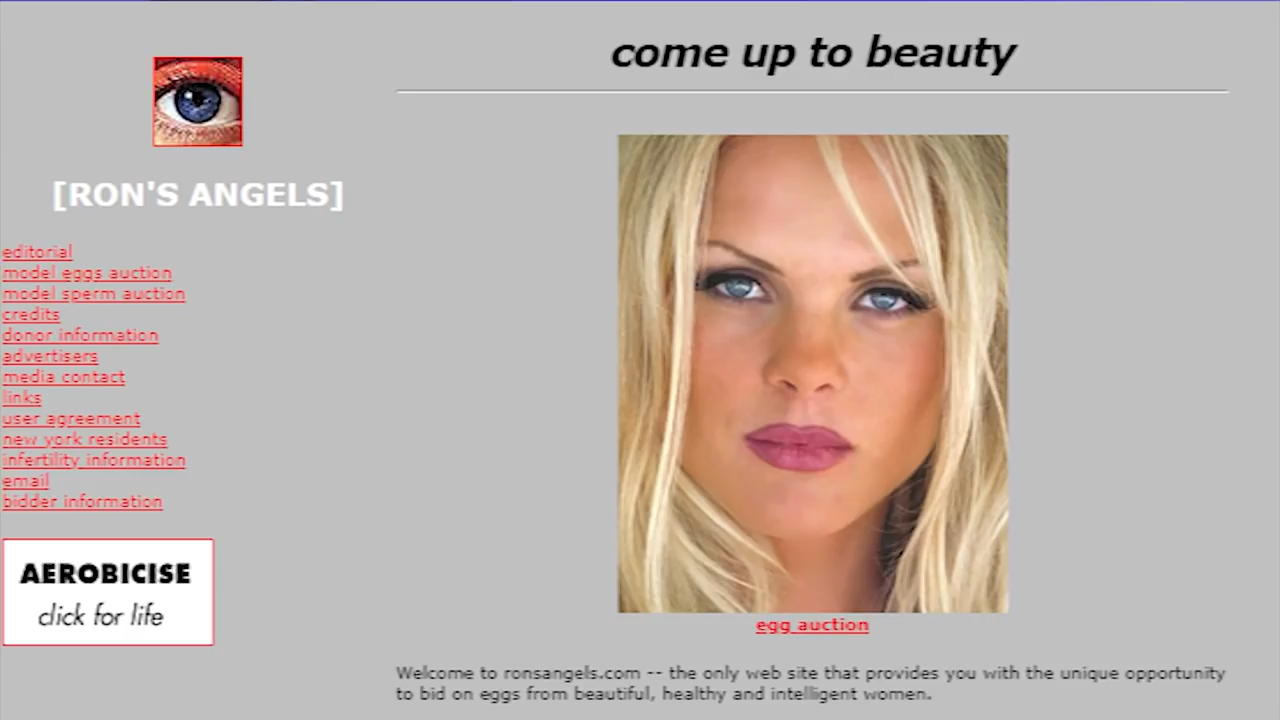 come up to beauty
[RON'S ANGELS]
editorial
model eggs auction
model sperm auction
credits
donor information
advertisers
media contact
links
user agreement
new york residents
infertility information
email
bidder information
AEROBICISE
click for life
egg auction
Welcome to ronsangels.com -- the only web site that provides you with the unique opportunity
to bid on eggs from beautiful, healthy and intelligent women.